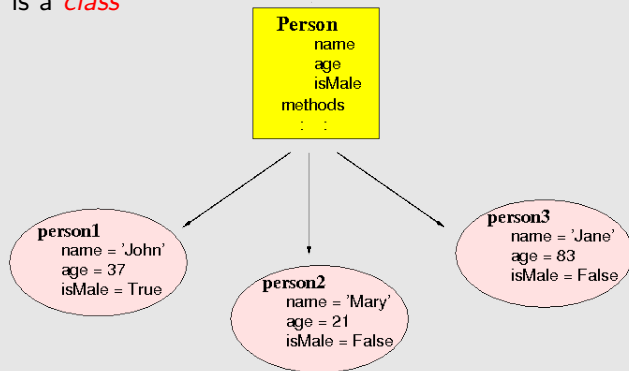 is a class
Person
name
age
isMale
methods
: :
person1
name = 'John'
age = 37
isMale = True
person2
name = 'Mary'
age = 21
isMale = False
person3
name = 'Jane'
age = 83
isMale = False